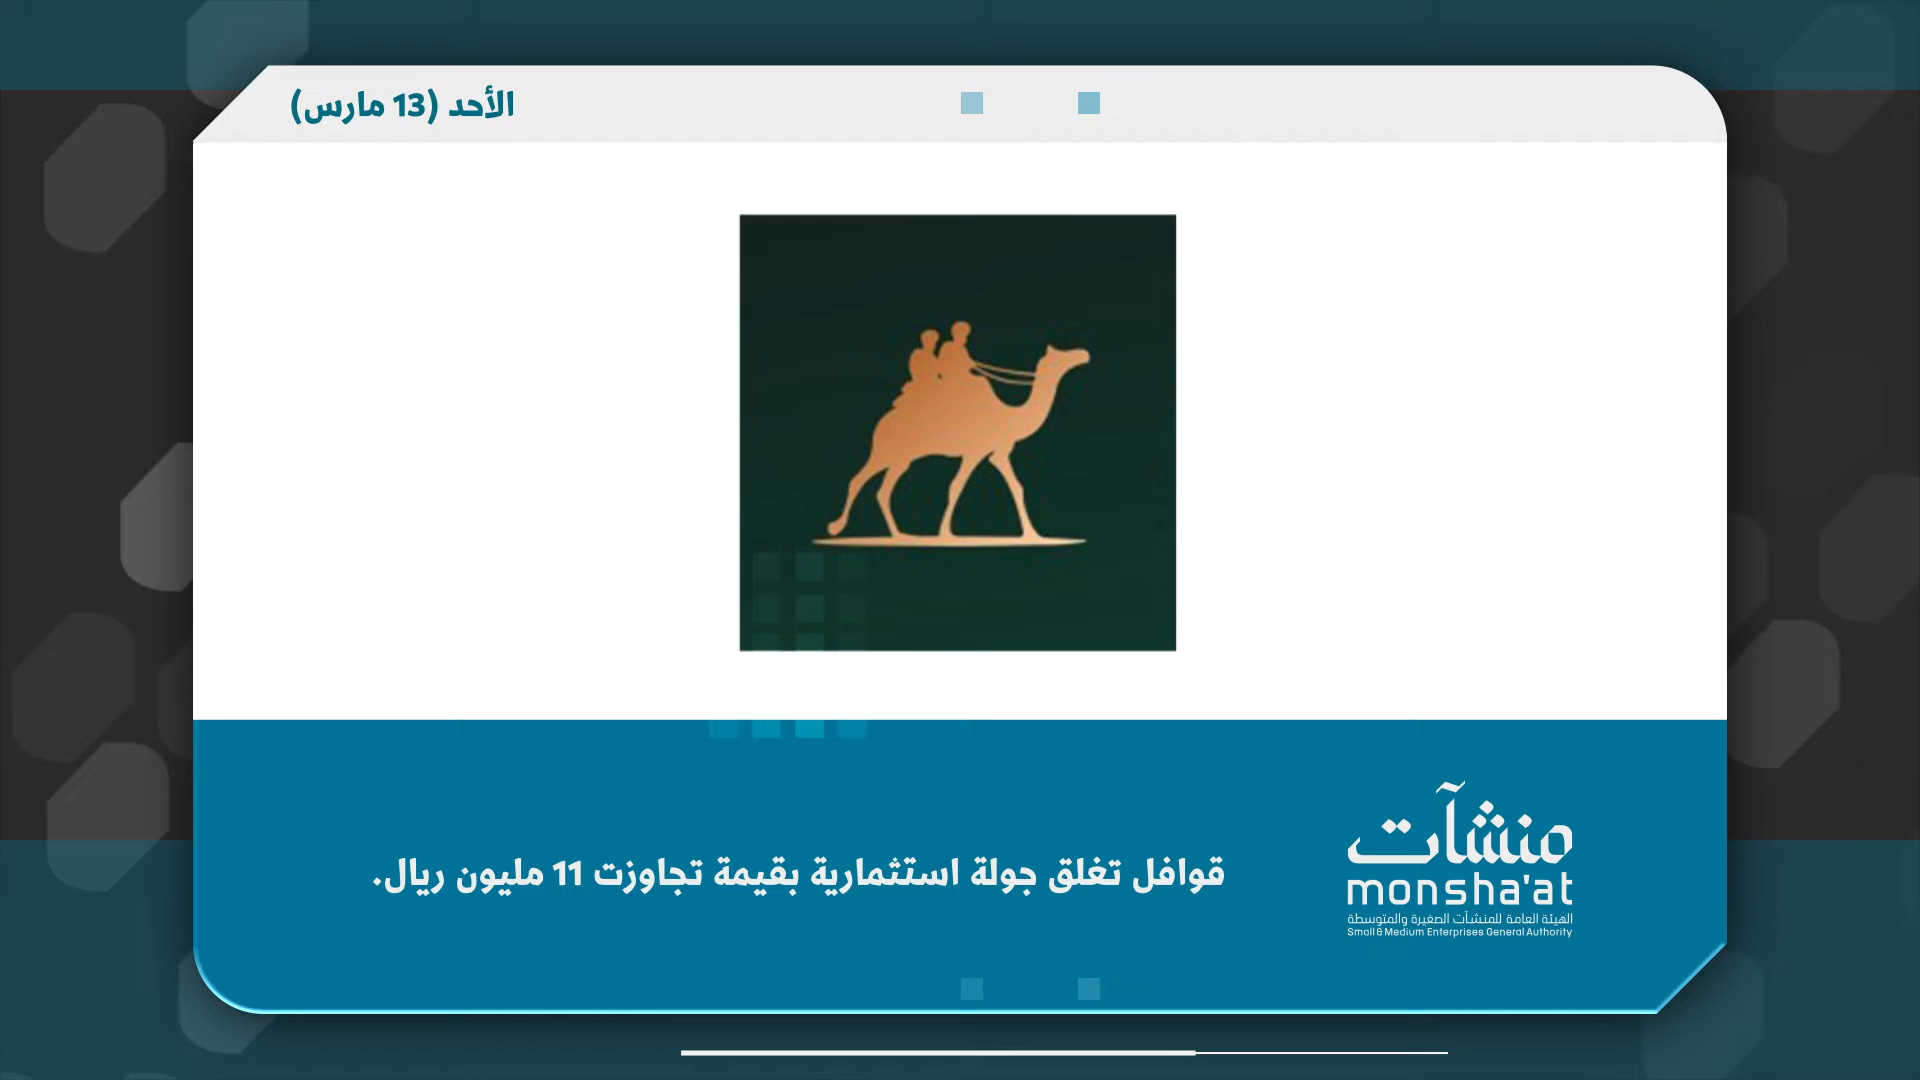 الأحد (13 مارس)
قوافل تغلق جولة استثمارية بقيمة تجاوزت 11 مليون ريال.
منشآت
monsha'at
الهيئة العامة للمنشآت الصغيرة والمتوسطة
Small & Medium Enterprises General Authority